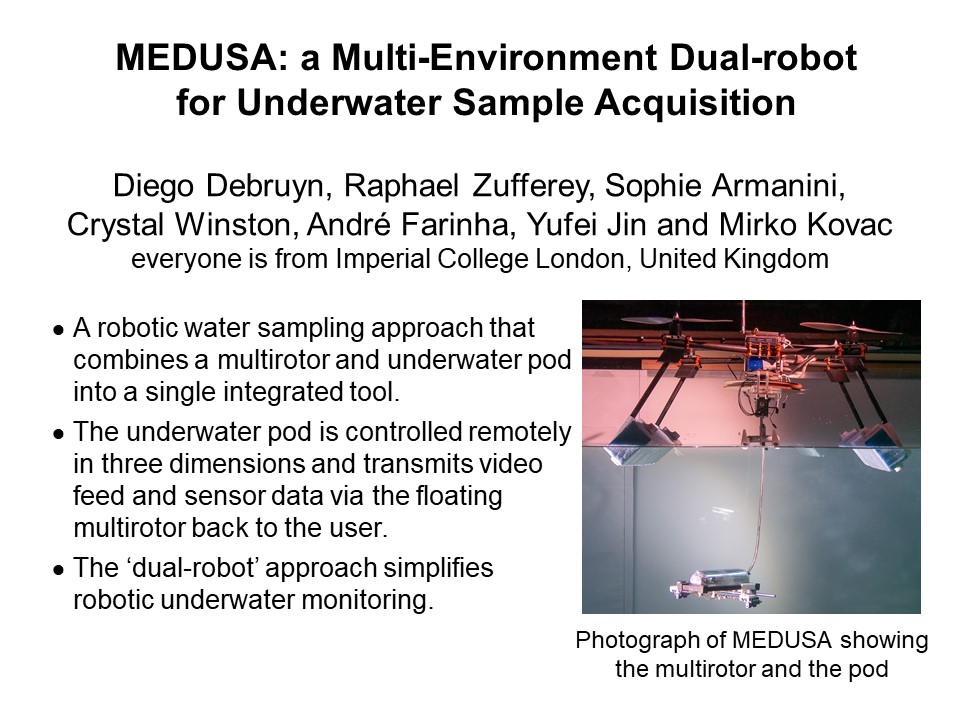 MEDUSA: a Multi-Environment Dual-robot
for Underwater Sample Acquisition
Diego Debruyn, Raphael Zufferey, Sophie Armanini,
Crystal Winston, André Farinha, Yufei Jin and Mirko Kovac
everyone is from Imperial College London, United Kingdom
● A robotic water sampling approach that
combines a multirotor and underwater pod
into a single integrated tool.
● The underwater pod is controlled remotely
in three dimensions and transmits video
feed and sensor data via the floating
multirotor back to the user.
● The ‘dual-robot’ approach simplifies
robotic underwater monitoring.
Photograph of MEDUSA showing
the multirotor and the pod